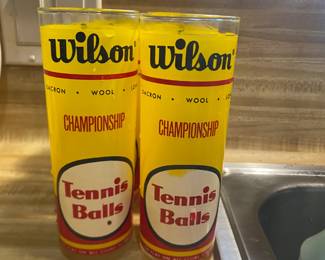 Wilson
DACRON • WOOL •
CHAMPIONSHIP
Tennis
Balls
Wilson
DACRON • WOOL •
CHAMPIONSHIP
Tennis
Balls